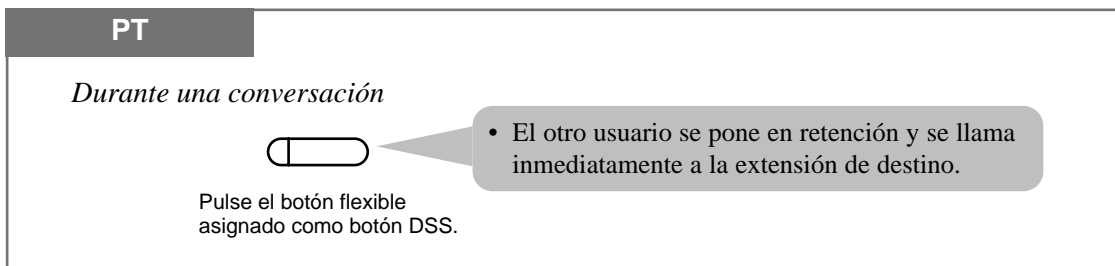 PT
Durante una conversación
• El otro usuario se pone en retención y se llama
inmediatamente a la extensión de destino.
Pulse el botón flexible
asignado como botón DSS.